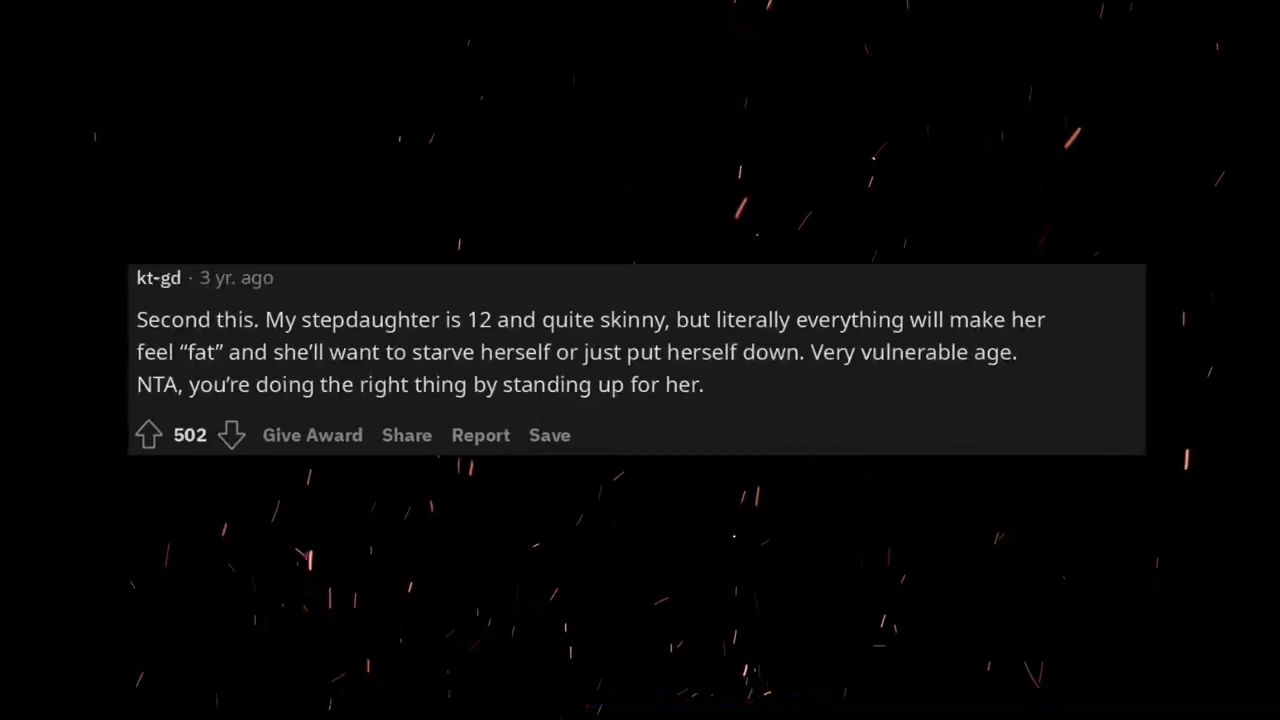 kt-gd · 3 yr. ago
Second this. My stepdaughter is 12 and quite skinny, but literally everything will make her
feel “fat” and she’ll want to starve herself or just put herself down. Very vulnerable age.
NTA, you’re doing the right thing by standing up for her.
502 Give Award Share Report Save